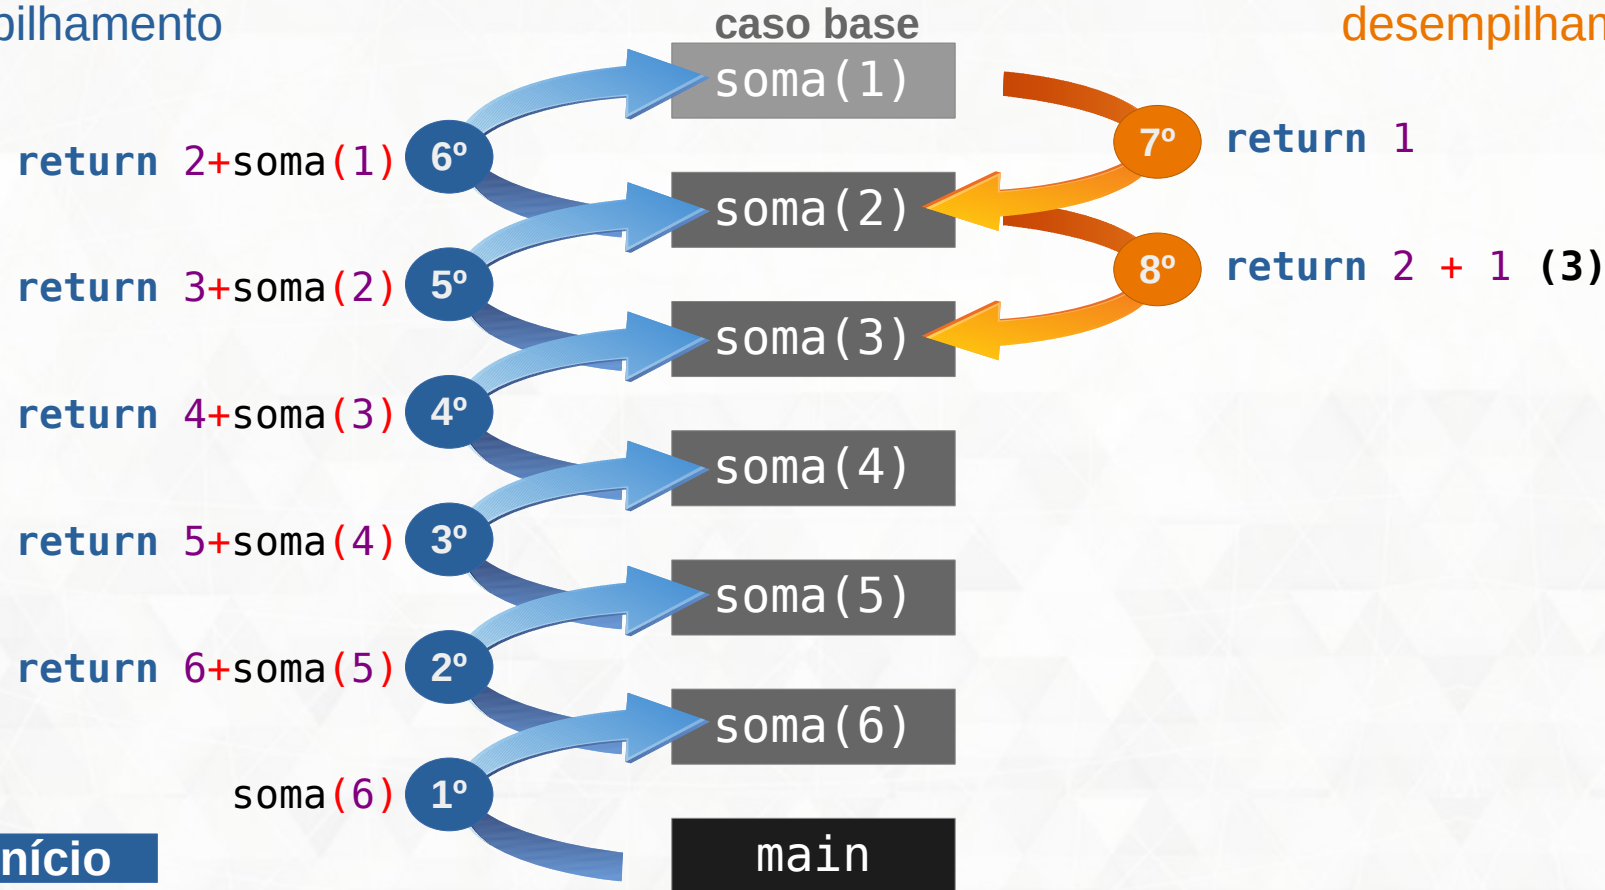 pilhamento
caso base
desempilham
soma(1)
return 2+soma(1) 6º
7º return 1
soma(2)
return 3+soma(2) 5º
8º return 2 + 1 (3)
soma(3)
return 4+soma(3) 4º
soma(4)
return 5+soma(4) 3º
soma(5)
return 6+soma(5) 2º
soma(6)
soma(6) 1º
nício
main